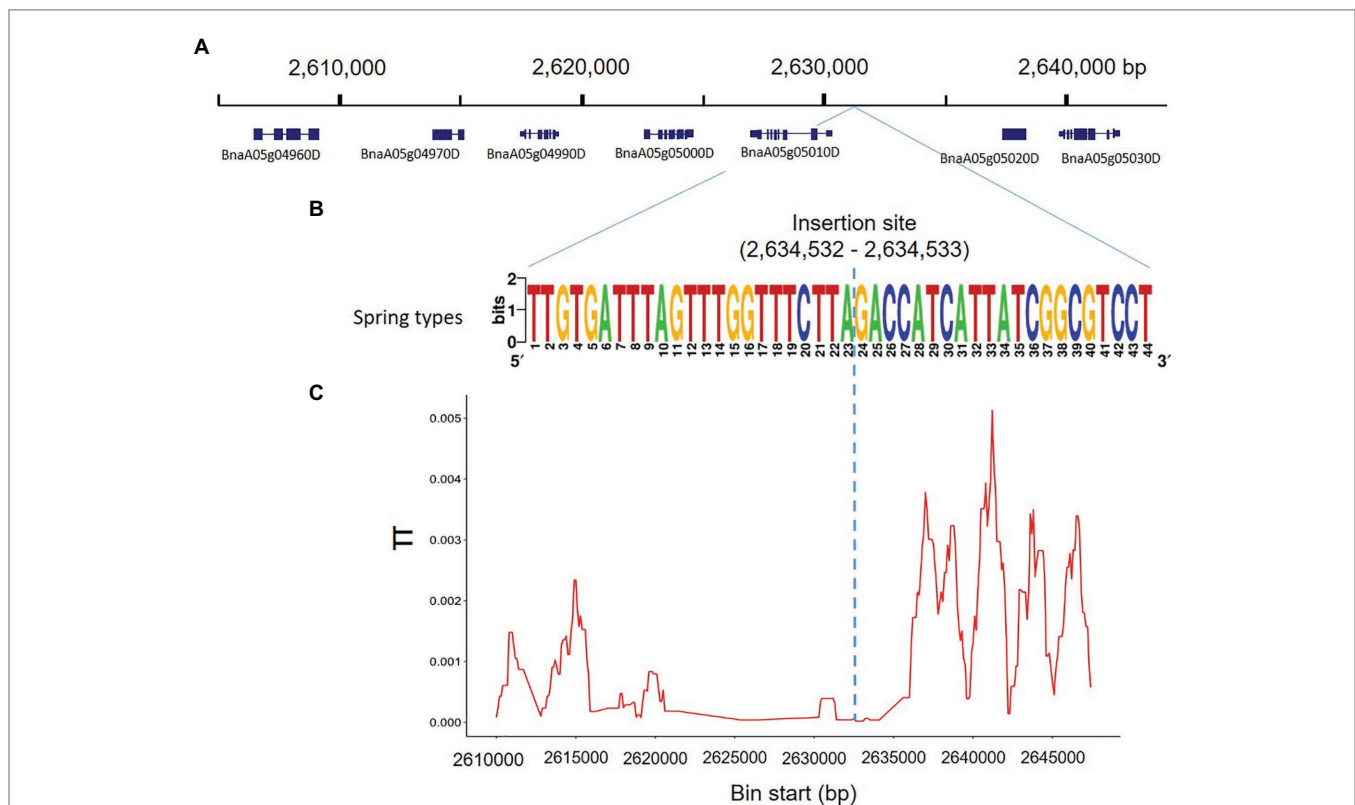 A
2,610,000 2,620,000 2,630,000 2,640,000 bp
BnaA05g04960D BnaA05g04970D BnaA05g04990D BnaA05g05000D BnaA05g05010D BnaA05g05020D BnaA05g05030D
B
Insertion site
(2,634,532 - 2,634,533)
2
1
0
bits
Spring types
TTGTGATTTAGTTTGGTTTCTTAGACCATCATTATCGGCGTCCT
5′ 1 2 3 4 5 6 7 8 9 10 11 12 13 14 15 16 17 18 19 20 21 22 23 24 25 26 27 28 29 30 31 32 33 34 35 36 37 38 39 40 41 42 43 44 3′
C
0.005
0.004
0.003
0.002
0.001
0.000
π
2610000 2615000 2620000 2625000 2630000 2635000 2640000 2645000
Bin start (bp)